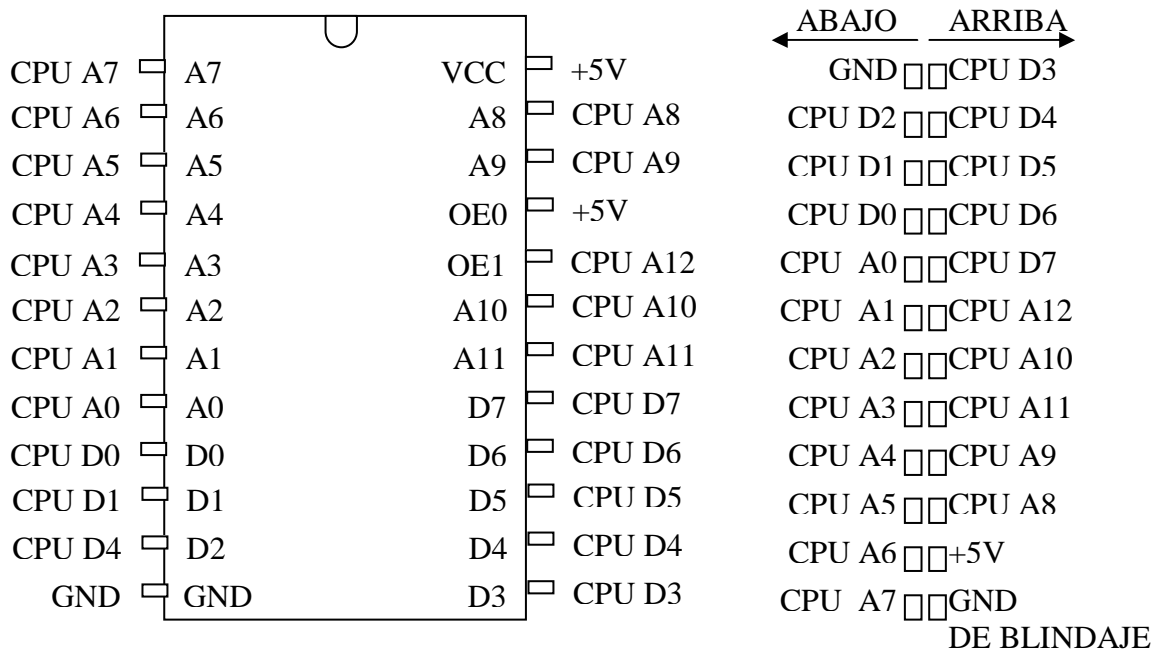 ABAJO ARRIBA
CPU A7 A7 VCC +5V GND CPU D3
CPU A6 A6 A8 CPU A8 CPU D2 CPU D4
CPU A5 A5 A9 CPU A9 CPU D1 CPU D5
CPU A4 A4 OE0 +5V CPU D0 CPU D6
CPU A3 A3 OE1 CPU A12 CPU A0 CPU D7
CPU A2 A2 A10 CPU A10 CPU A1 CPU A12
CPU A1 A1 A11 CPU A11 CPU A2 CPU A10
CPU A0 A0 D7 CPU D7 CPU A3 CPU A11
CPU D0 D0 D6 CPU D6 CPU A4 CPU A9
CPU D1 D1 D5 CPU D5 CPU A5 CPU A8
CPU D4 D2 D4 CPU D4 CPU A6 +5V
GND GND D3 CPU D3 CPU A7 GND
DE BLINDAJE